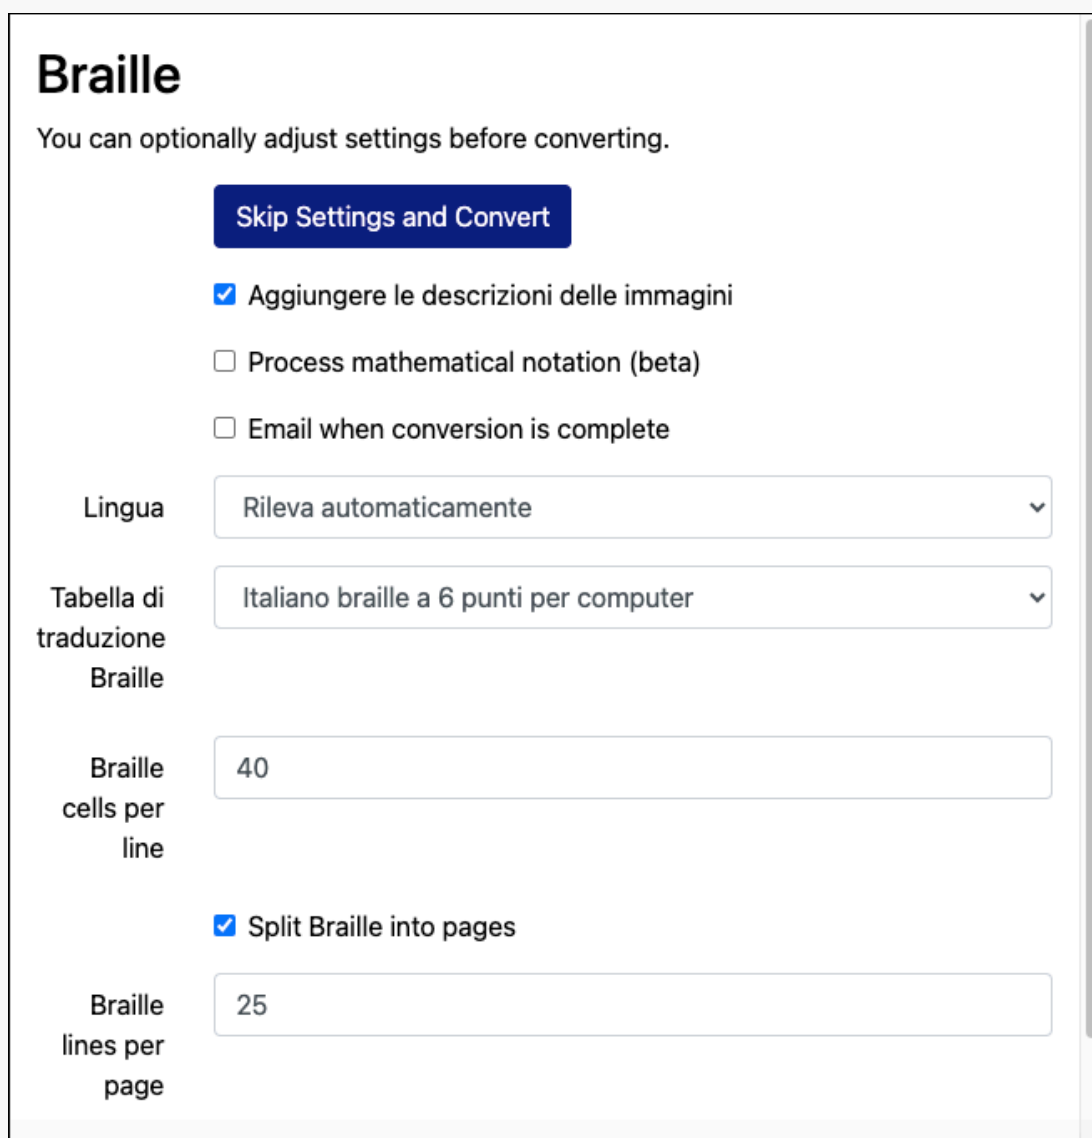 Braille
You can optionally adjust settings before converting.
Skip Settings and Convert
Aggiungere le descrizioni delle immagini
Process mathematical notation (beta)
Email when conversion is complete
Lingua
Rileva automaticamente
Tabella di
traduzione
Braille
Italiano braille a 6 punti per computer
Braille
cells per
line
40
Split Braille into pages
Braille
lines per
page
25